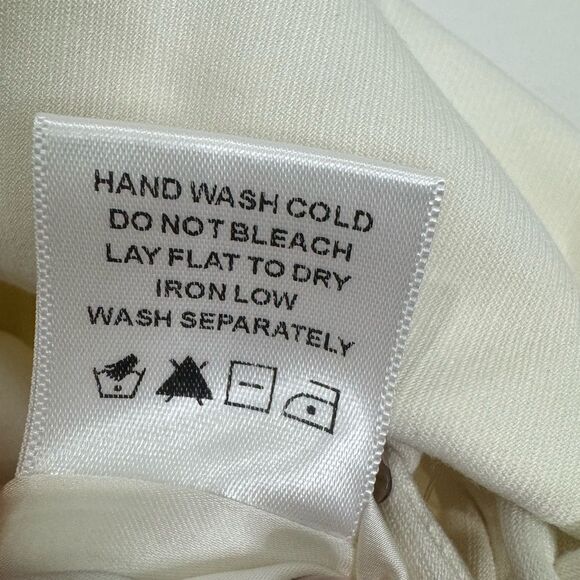 HAND WASH COLD
DO NOT BLEACH
LAY FLAT TO DRY
IRON LOW
WASH SEPARATELY